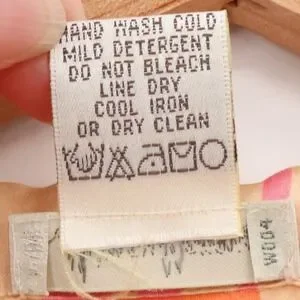 HAND WASH COLD
MILD DETERGENT
DO NOT BLEACH
LINE DRY
COOL IRON
OR DRY CLEAN
W004